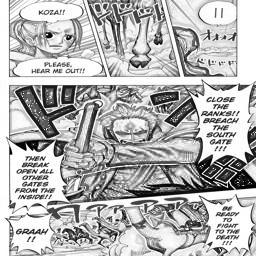 KOZA!!
PLEASE,
HEAR ME OUT!!
!!
CLOSE
THE
RANKS!!
BREACH
THE
SOUTH
GATE
!!!
THEN
BREAK
OPEN ALL
OTHER
GATES
FROM THE
INSIDE!!
GRAAH
!!
BE
READY
TO
FIGHT
TO THE
DEATH
!!!